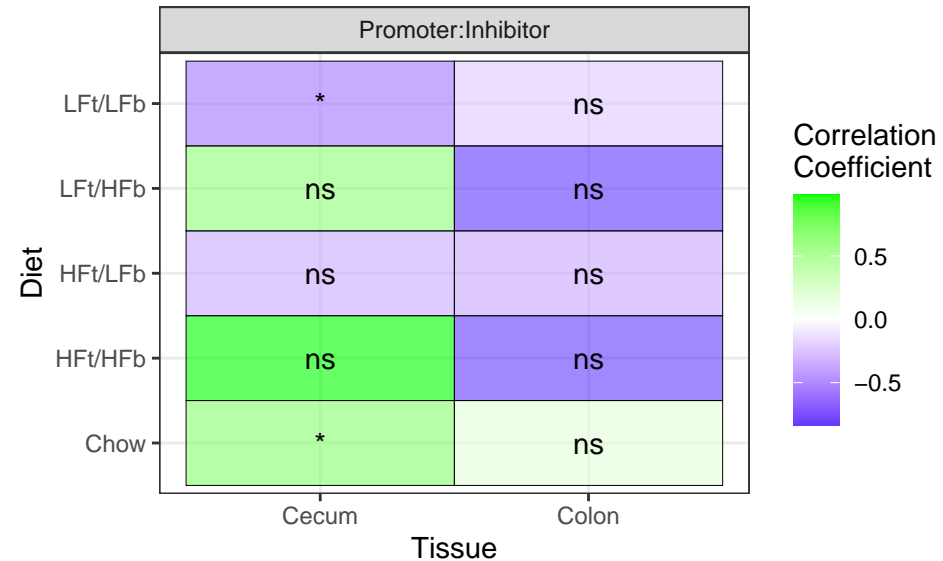 Promoter:Inhibitor
LFt/LFb
*
ns
LFt/HFb
ns
ns
HFt/LFb
ns
ns
HFt/HFb
ns
ns
Chow
*
ns
Cecum
Colon
Tissue
Diet
Correlation
Coefficient
0.5
0.0
−0.5